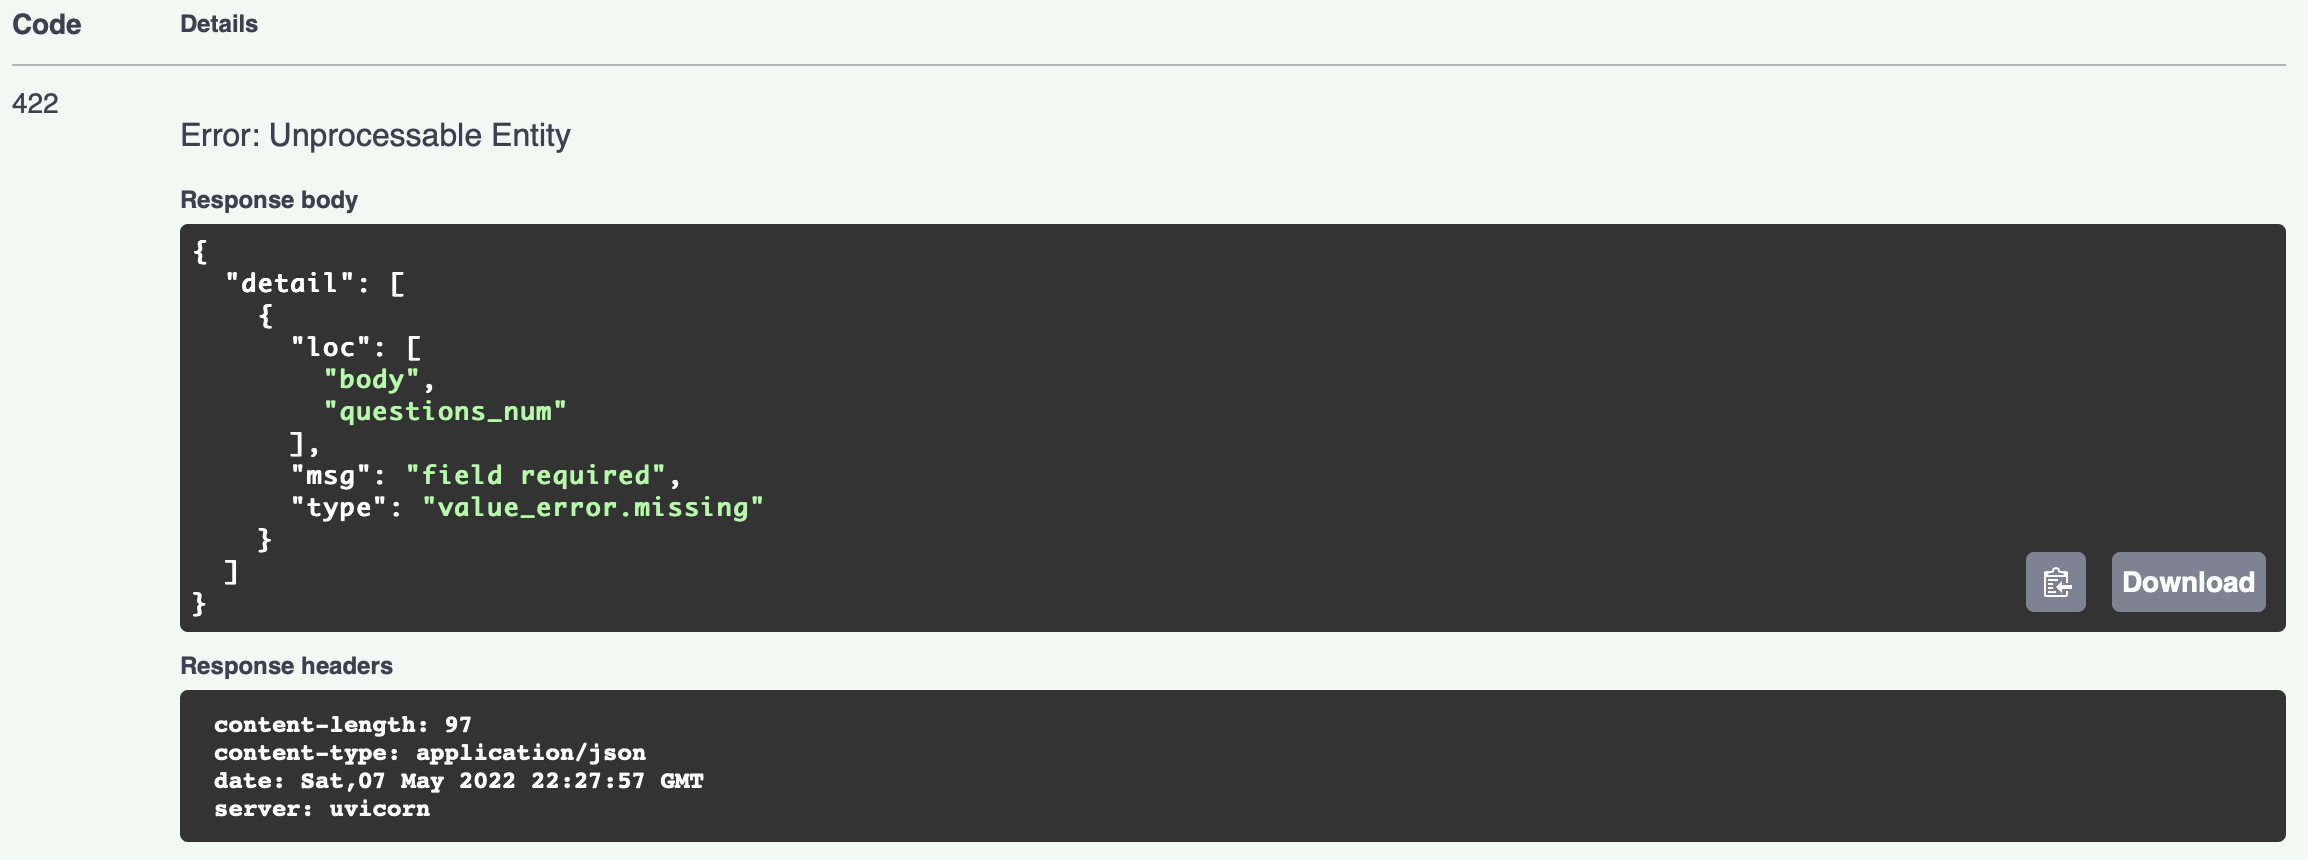 Code Details
422
Error: Unprocessable Entity
Response body
{
  "detail": [
    {
      "loc": [
        "body",
        "questions_num"
      ],
      "msg": "field required",
      "type": "value_error.missing"
    }
  ]
}
Download
Response headers
content-length: 97
content-type: application/json
date: Sat,07 May 2022 22:27:57 GMT
server: uvicorn